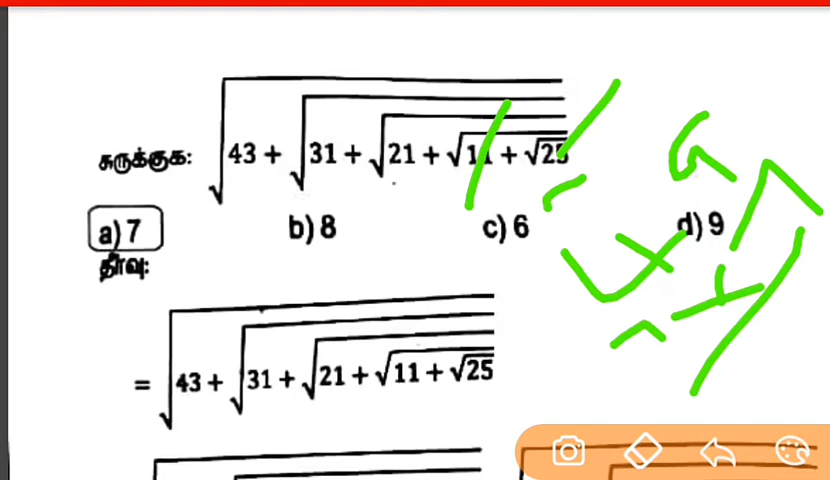 சுருக்குக: √43 + √31 + √21 + √11 + √25
a) 7 b) 8 c) 6 d) 9
தீர்வு:
= √43 + √31 + √21 + √11 + √25